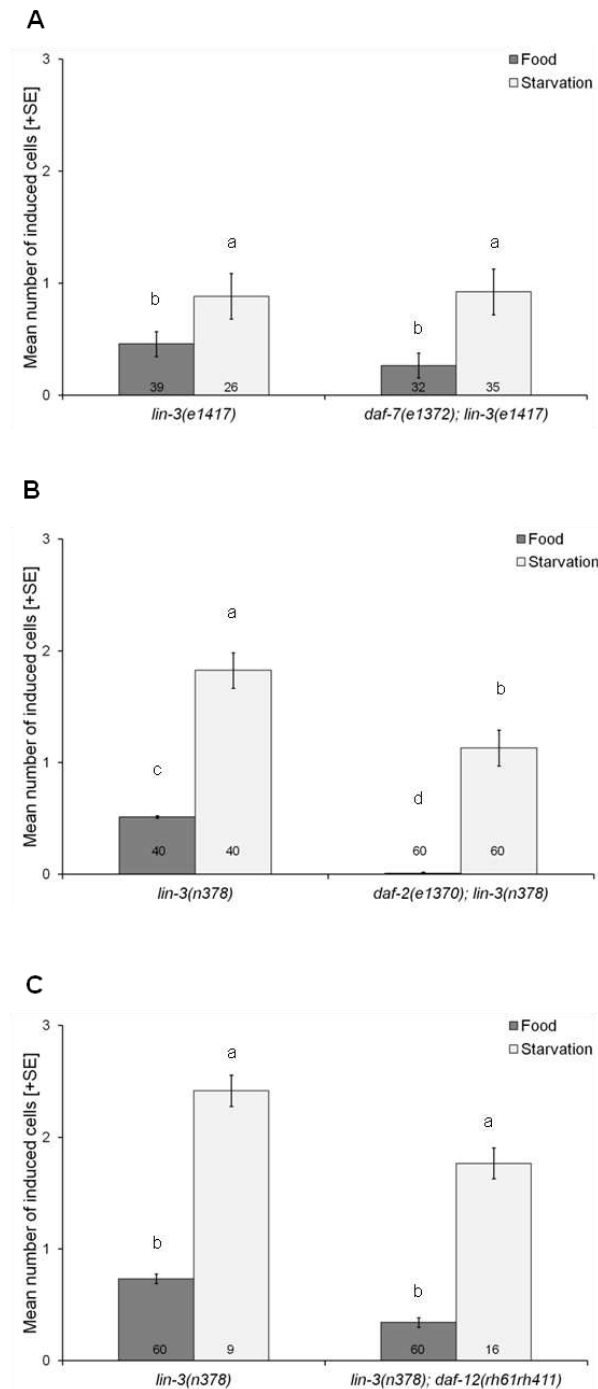 A
Mean number of induced cells [+SE]
3
2
1
0
Food
Starvation
b
a
b
a
39
26
32
35
lin-3(e1417)
daf-7(e1372); lin-3(e1417)
B
Mean number of induced cells [+SE]
3
2
1
0
Food
Starvation
c
a
d
b
40
40
60
60
lin-3(n378)
daf-2(e1370); lin-3(n378)
C
Mean number of induced cells [+SE]
3
2
1
0
Food
Starvation
b
a
b
a
60
9
60
16
lin-3(n378)
lin-3(n378); daf-12(rh61rh411)